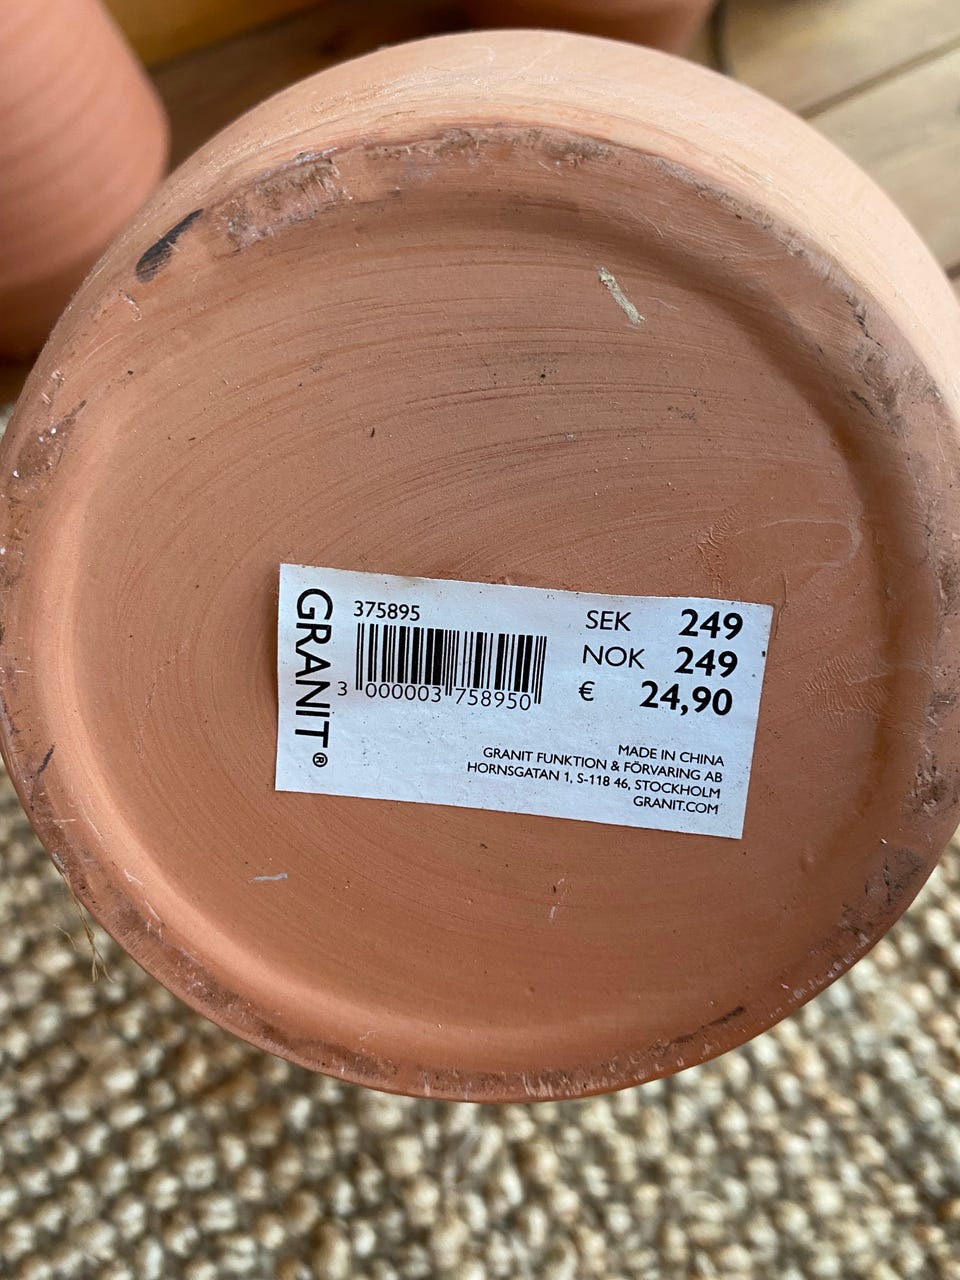 GRANIT®
375895
3 000003 758950
SEK 249
NOK 249
€ 24,90
MADE IN CHINA
GRANIT FUNKTION & FÖRVARING AB
HORNSGATAN 1, S-118 46, STOCKHOLM
GRANIT.COM